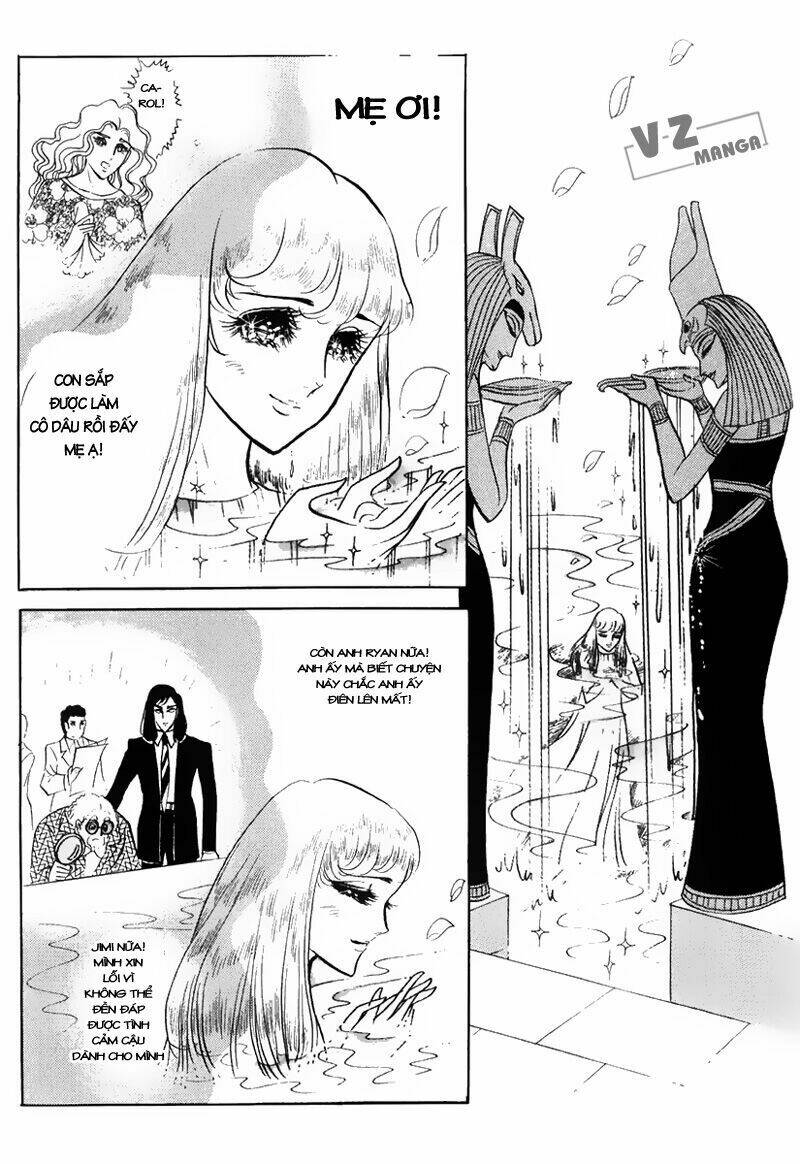 CA-
ROL!
MẸ ƠI!
V-Z
MANGA
CON SẮP
ĐƯỢC LÀM
CÔ DÂU RỒI ĐẤY
MẸ Ạ!
CÒN ANH RYAN NỮA!
ANH ẤY MÀ BIẾT CHUYỆN
NÀY CHẮC ANH ẤY
ĐIÊN LÊN MẤT!
JIMI NỮA!
MÌNH XIN
LỖI VÌ
KHÔNG THỂ
ĐỀN ĐÁP
ĐƯỢC TÌNH
CẢM CẬU
DÀNH CHO MÌNH